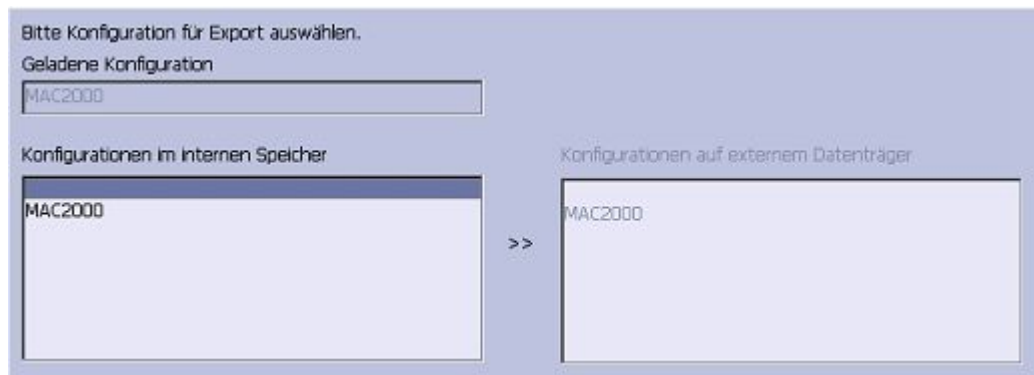 Bitte Konfiguration für Export auswählen.
Geladene Konfiguration
MAC2000
Konfigurationen im internen Speicher
MAC2000
>>
Konfigurationen auf externem Datenträger
MAC2000